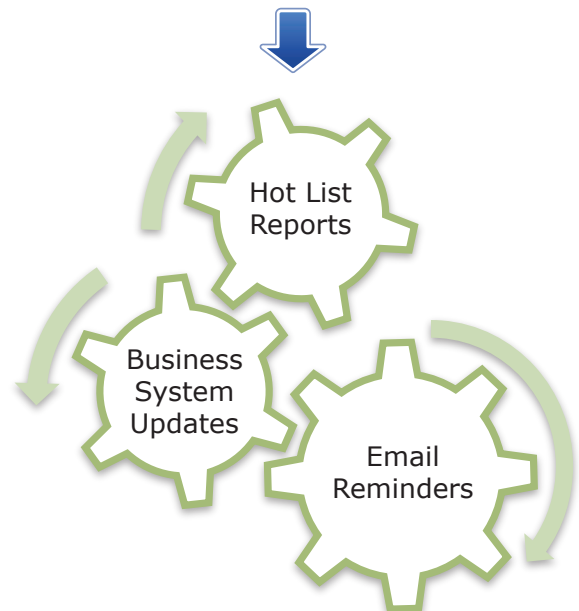 Hot List
Reports
Business
System
Updates
Email
Reminders